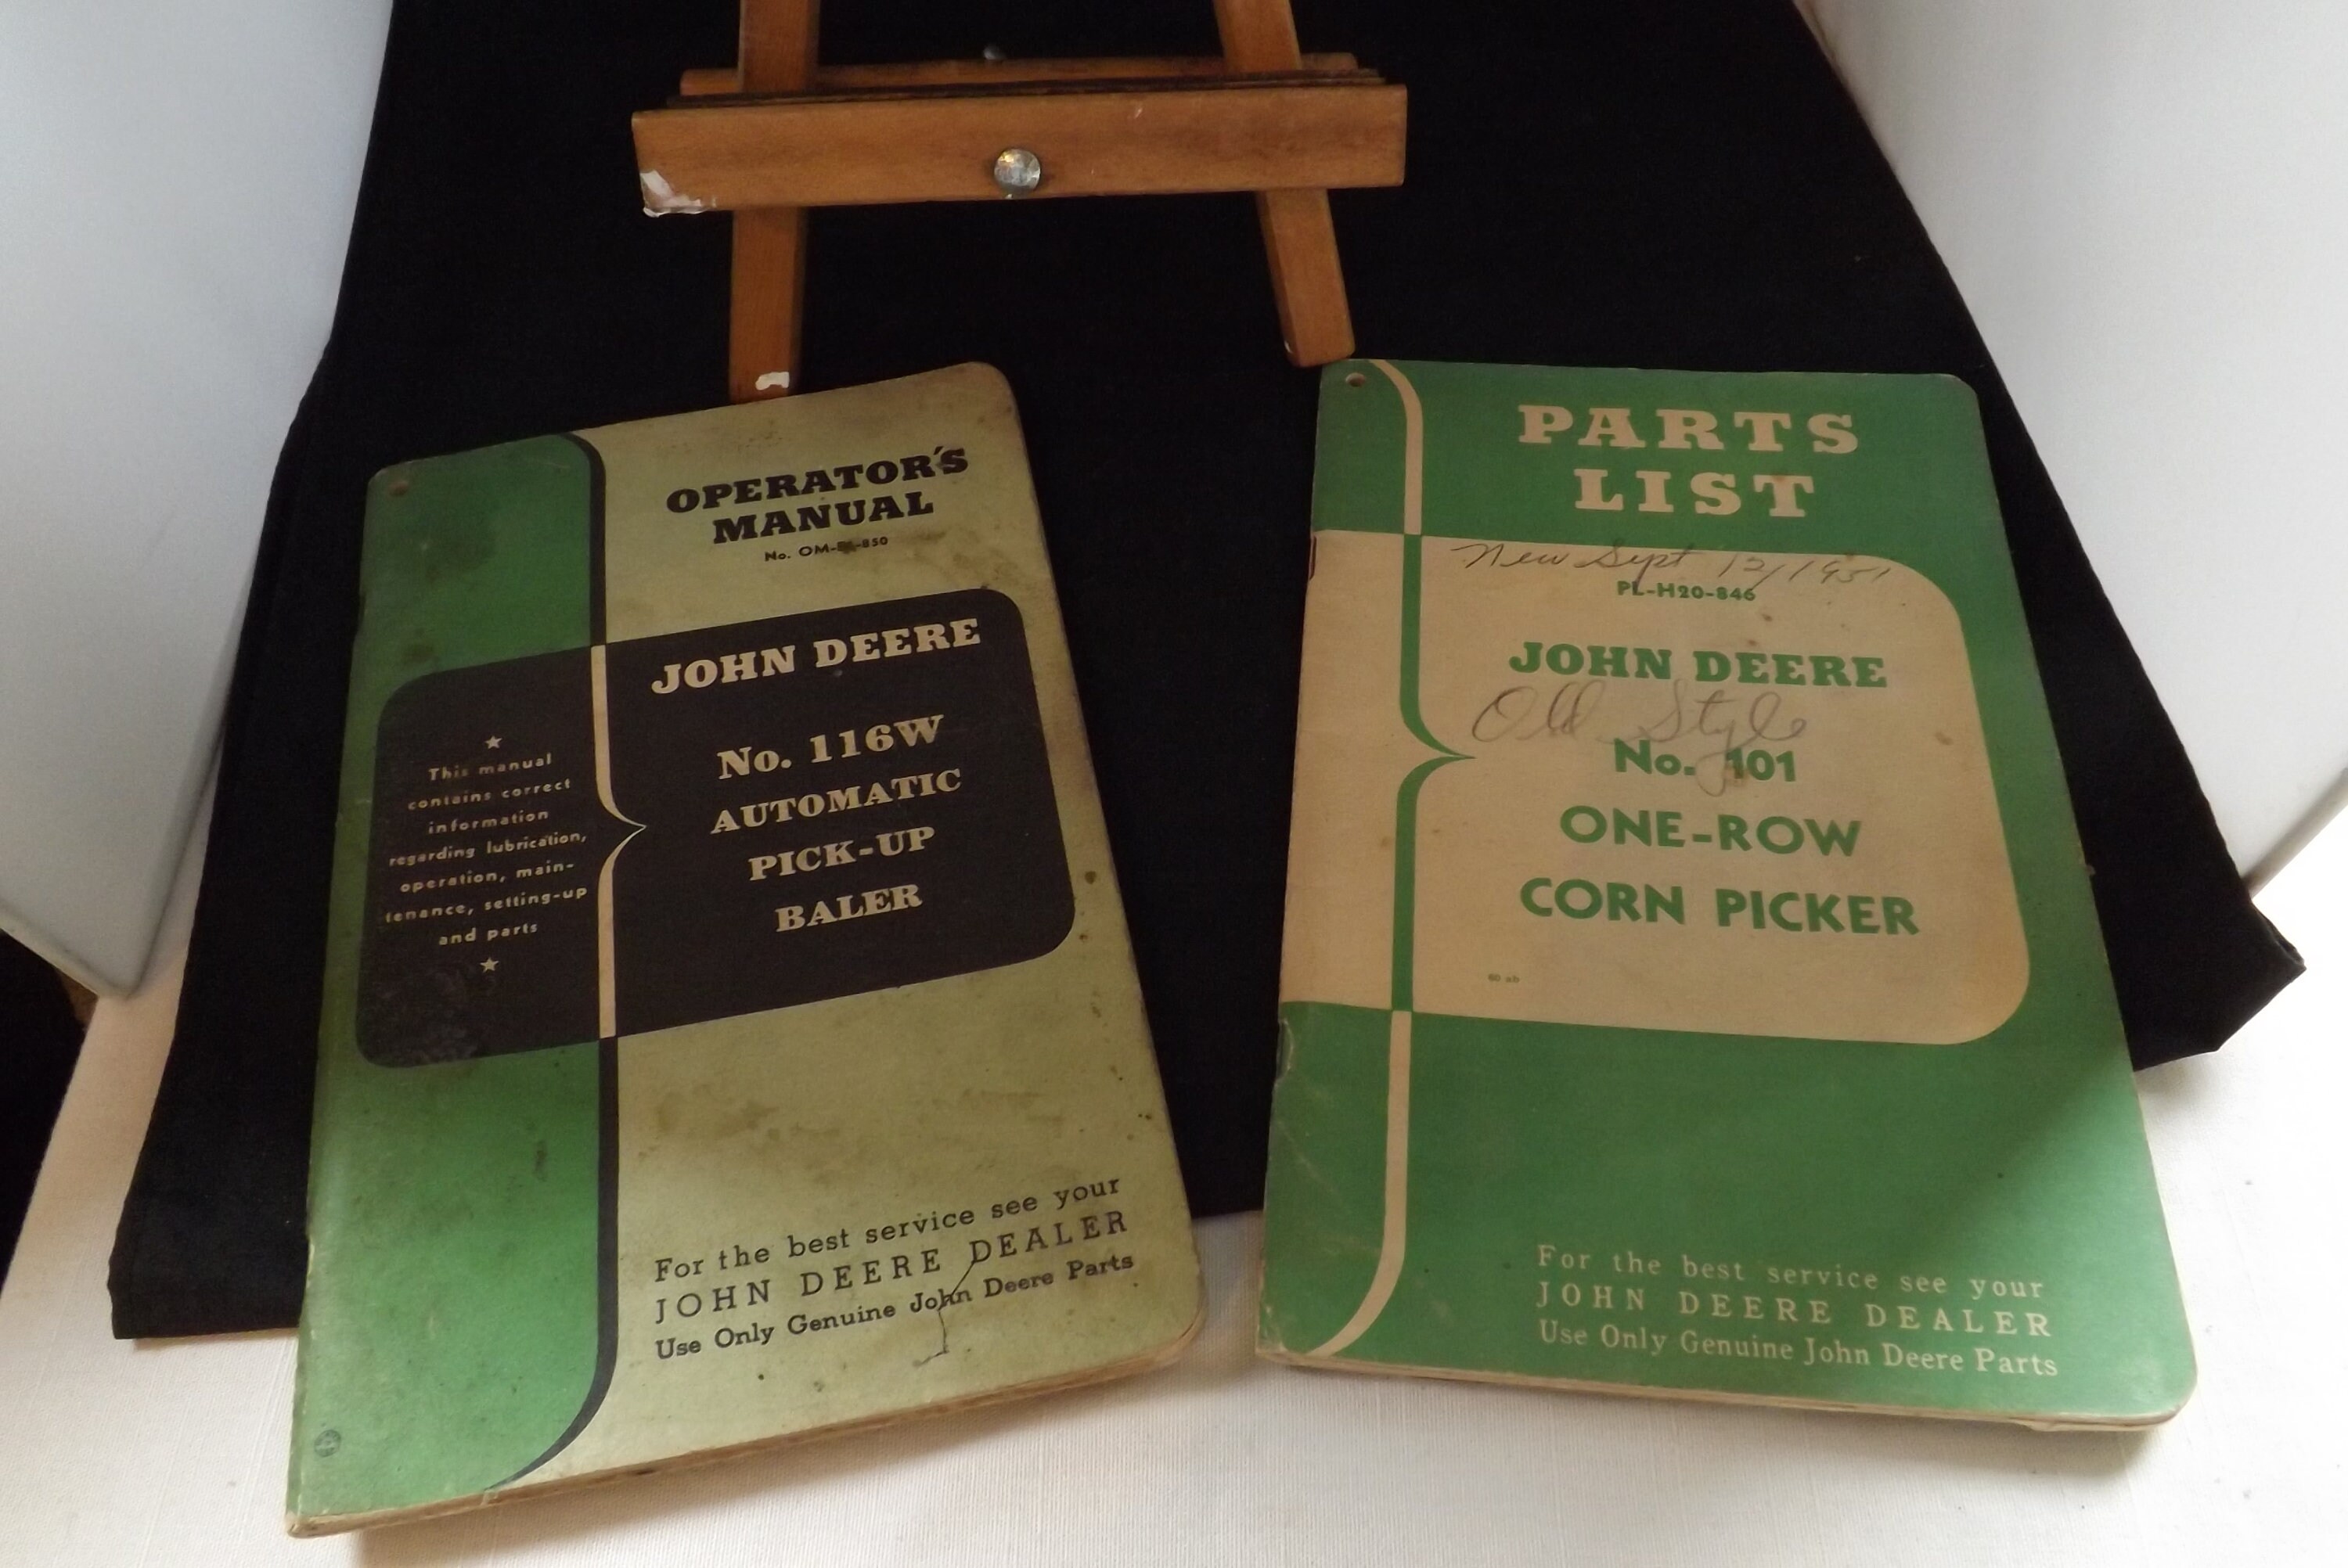 OPERATOR'S
MANUAL
No. OM- -850
JOHN DEERE
No. 116W
AUTOMATIC
PICK-UP
BALER
★
This manual
contains correct
information
regarding lubrication,
operation, main-
tenance, setting-up
and parts
★
For the best service see your
JOHN DEERE DEALER
Use Only Genuine John Deere Parts
PARTS
LIST
New Sept 12/1951
PL-H20-846
JOHN DEERE
Old Style
No. 101
ONE-ROW
CORN PICKER
For the best service see your
JOHN DEERE DEALER
Use Only Genuine John Deere Parts